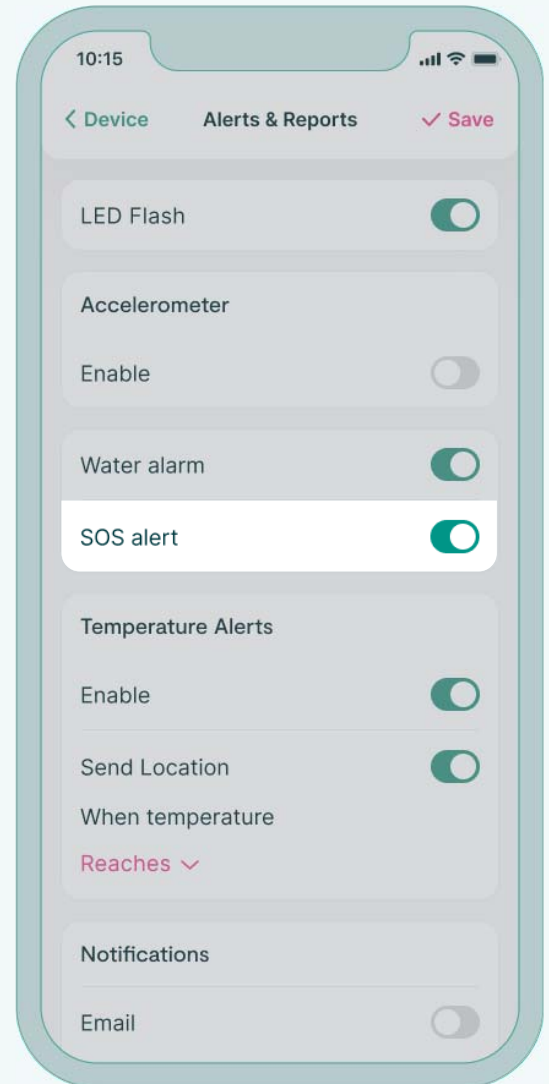 10:15
Device Alerts & Reports Save
LED Flash
Accelerometer
Enable
Water alarm
SOS alert
Temperature Alerts
Enable
Send Location
When temperature
Reaches
Notifications
Email